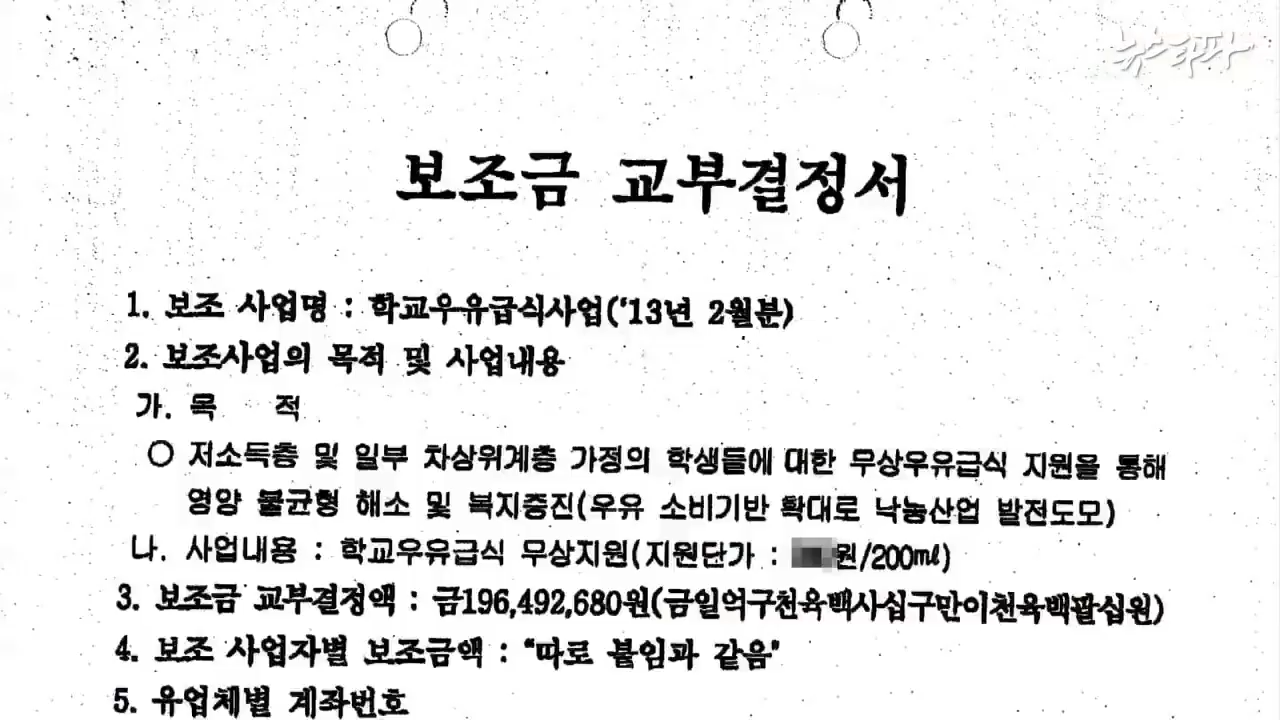 뉴스타파
보조금 교부결정서
1. 보조 사업명 : 학교우유급식사업('13년 2월분)
2. 보조사업의 목적 및 사업내용
가. 목 적
○ 저소득층 및 일부 차상위계층 가정의 학생들에 대한 무상우유급식 지원을 통해
영양 불균형 해소 및 복지증진(우유 소비기반 확대로 낙농산업 발전도모)
나. 사업내용 : 학교우유급식 무상지원(지원단가 : 원/200㎖)
3. 보조금 교부결정액 : 금196,492,680원(금일억구천육백사십구만이천육백팔십원)
4. 보조 사업자별 보조금액 : "따로 붙임과 같음"
5. 유업체별 계좌번호